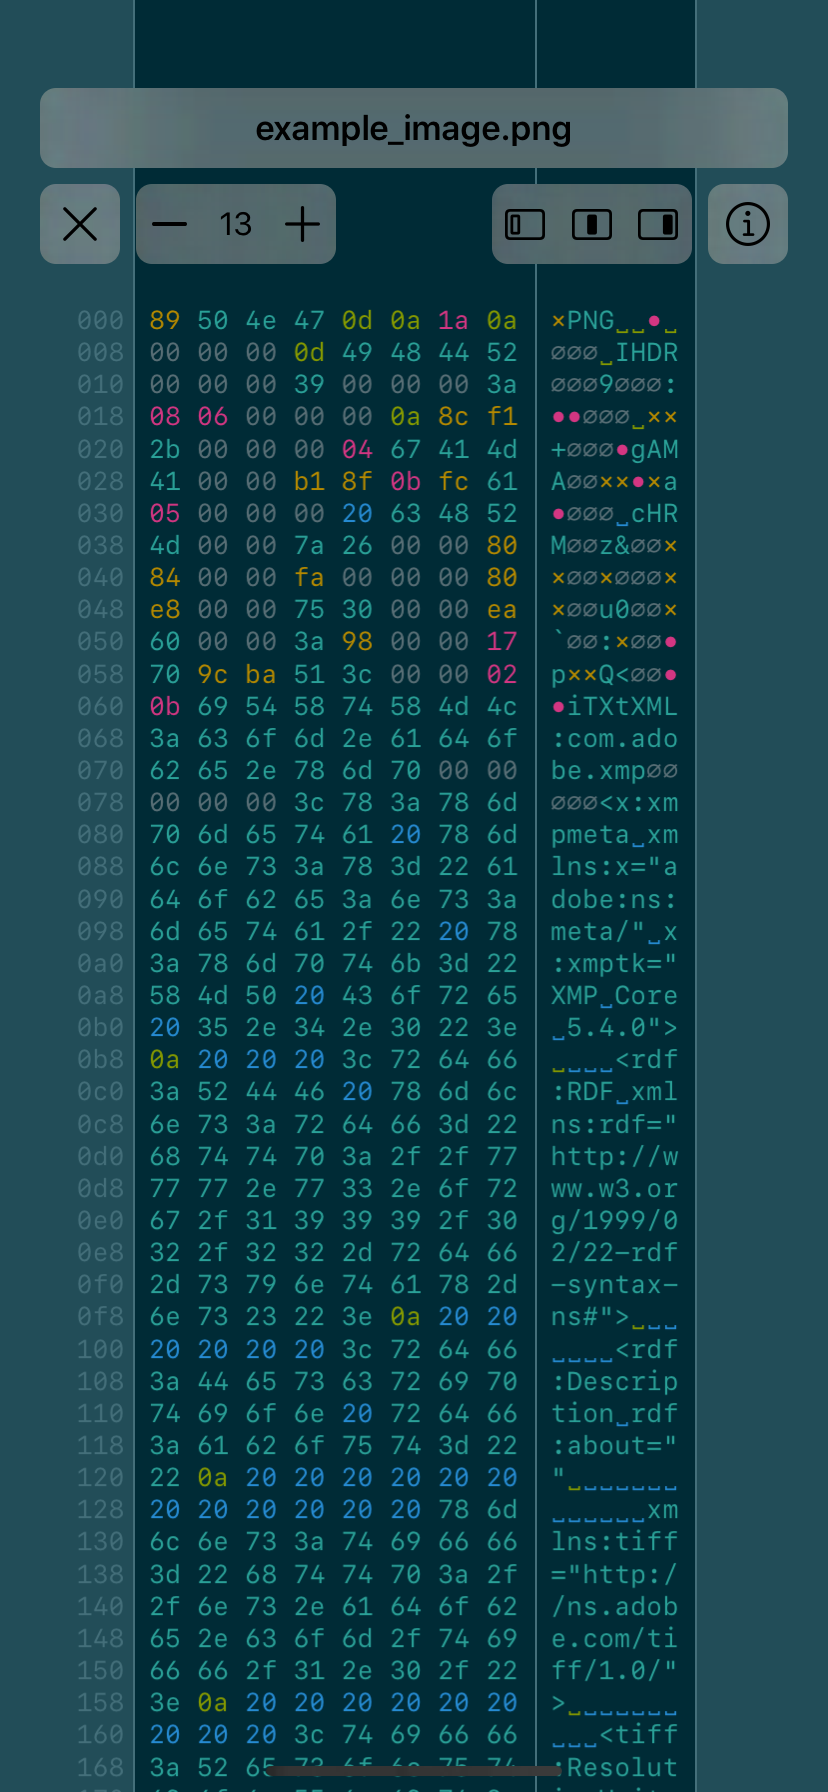 example_image.png
13
000 89 50 4e 47 0d 0a 1a 0a ×PNG␣␣•␣
008 00 00 00 0d 49 48 44 52 ∅∅∅␣IHDR
010 00 00 00 39 00 00 00 3a ∅∅∅9∅∅∅:
018 08 06 00 00 00 0a 8c f1 ••∅∅∅␣××
020 2b 00 00 00 04 67 41 4d +∅∅∅•gAM
028 41 00 00 b1 8f 0b fc 61 A∅∅××•×a
030 05 00 00 00 20 63 48 52 •∅∅∅␣cHR
038 4d 00 00 7a 26 00 00 80 M∅∅z&∅∅×
040 84 00 00 fa 00 00 00 80 ×∅∅×∅∅∅×
048 e8 00 00 75 30 00 00 ea ×∅∅u0∅∅×
050 60 00 00 3a 98 00 00 17 `∅∅:×∅∅•
058 70 9c ba 51 3c 00 00 02 p××Q<∅∅•
060 0b 69 54 58 74 58 4d 4c •iTXtXML
068 3a 63 6f 6d 2e 61 64 6f :com.ado
070 62 65 2e 78 6d 70 00 00 be.xmp∅∅
078 00 00 00 3c 78 3a 78 6d ∅∅∅<x:xm
080 70 6d 65 74 61 20 78 6d pmeta␣xm
088 6c 6e 73 3a 78 3d 22 61 lns:x="a
090 64 6f 62 65 3a 6e 73 3a dobe:ns:
098 6d 65 74 61 2f 22 20 78 meta/"␣x
0a0 3a 78 6d 70 74 6b 3d 22 :xmptk="
0a8 58 4d 50 20 43 6f 72 65 XMP␣Core
0b0 20 35 2e 34 2e 30 22 3e ␣5.4.0">
0b8 0a 20 20 20 3c 72 64 66 ␣␣␣␣<rdf
0c0 3a 52 44 46 20 78 6d 6c :RDF␣xml
0c8 6e 73 3a 72 64 66 3d 22 ns:rdf="
0d0 68 74 74 70 3a 2f 2f 77 http://w
0d8 77 77 2e 77 33 2e 6f 72 ww.w3.or
0e0 67 2f 31 39 39 39 2f 30 g/1999/0
0e8 32 2f 32 32 2d 72 64 66 2/22-rdf
0f0 2d 73 79 6e 74 61 78 2d -syntax-
0f8 6e 73 23 22 3e 0a 20 20 ns#">␣␣␣
100 20 20 20 20 3c 72 64 66 ␣␣␣␣<rdf
108 3a 44 65 73 63 72 69 70 :Descrip
110 74 69 6f 6e 20 72 64 66 tion␣rdf
118 3a 61 62 6f 75 74 3d 22 :about="
120 22 0a 20 20 20 20 20 20 "␣␣␣␣␣␣␣
128 20 20 20 20 20 20 78 6d ␣␣␣␣␣␣xm
130 6c 6e 73 3a 74 69 66 66 lns:tiff
138 3d 22 68 74 74 70 3a 2f ="http:/
140 2f 6e 73 2e 61 64 6f 62 /ns.adob
148 65 2e 63 6f 6d 2f 74 69 e.com/ti
150 66 66 2f 31 2e 30 2f 22 ff/1.0/"
158 3e 0a 20 20 20 20 20 20 >␣␣␣␣␣␣␣
160 20 20 20 3c 74 69 66 66 ␣␣␣<tiff
168 3a 52 65 73 6f 6c 75 74 :Resolut